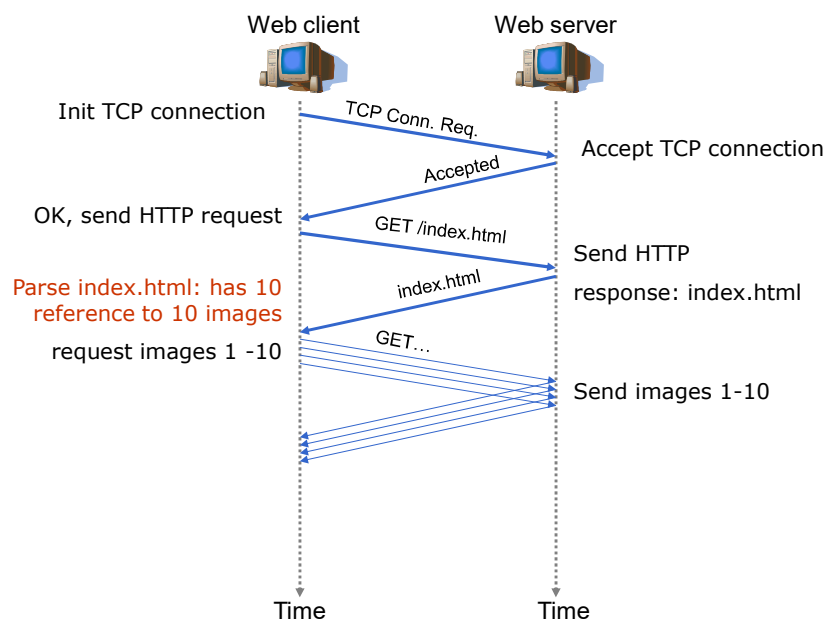 Web client
Web server
Init TCP connection
TCP Conn. Req.
Accept TCP connection
Accepted
OK, send HTTP request
GET /index.html
Send HTTP
response: index.html
index.html
Parse index.html: has 10
reference to 10 images
request images 1 -10
GET…
Send images 1-10
Time
Time